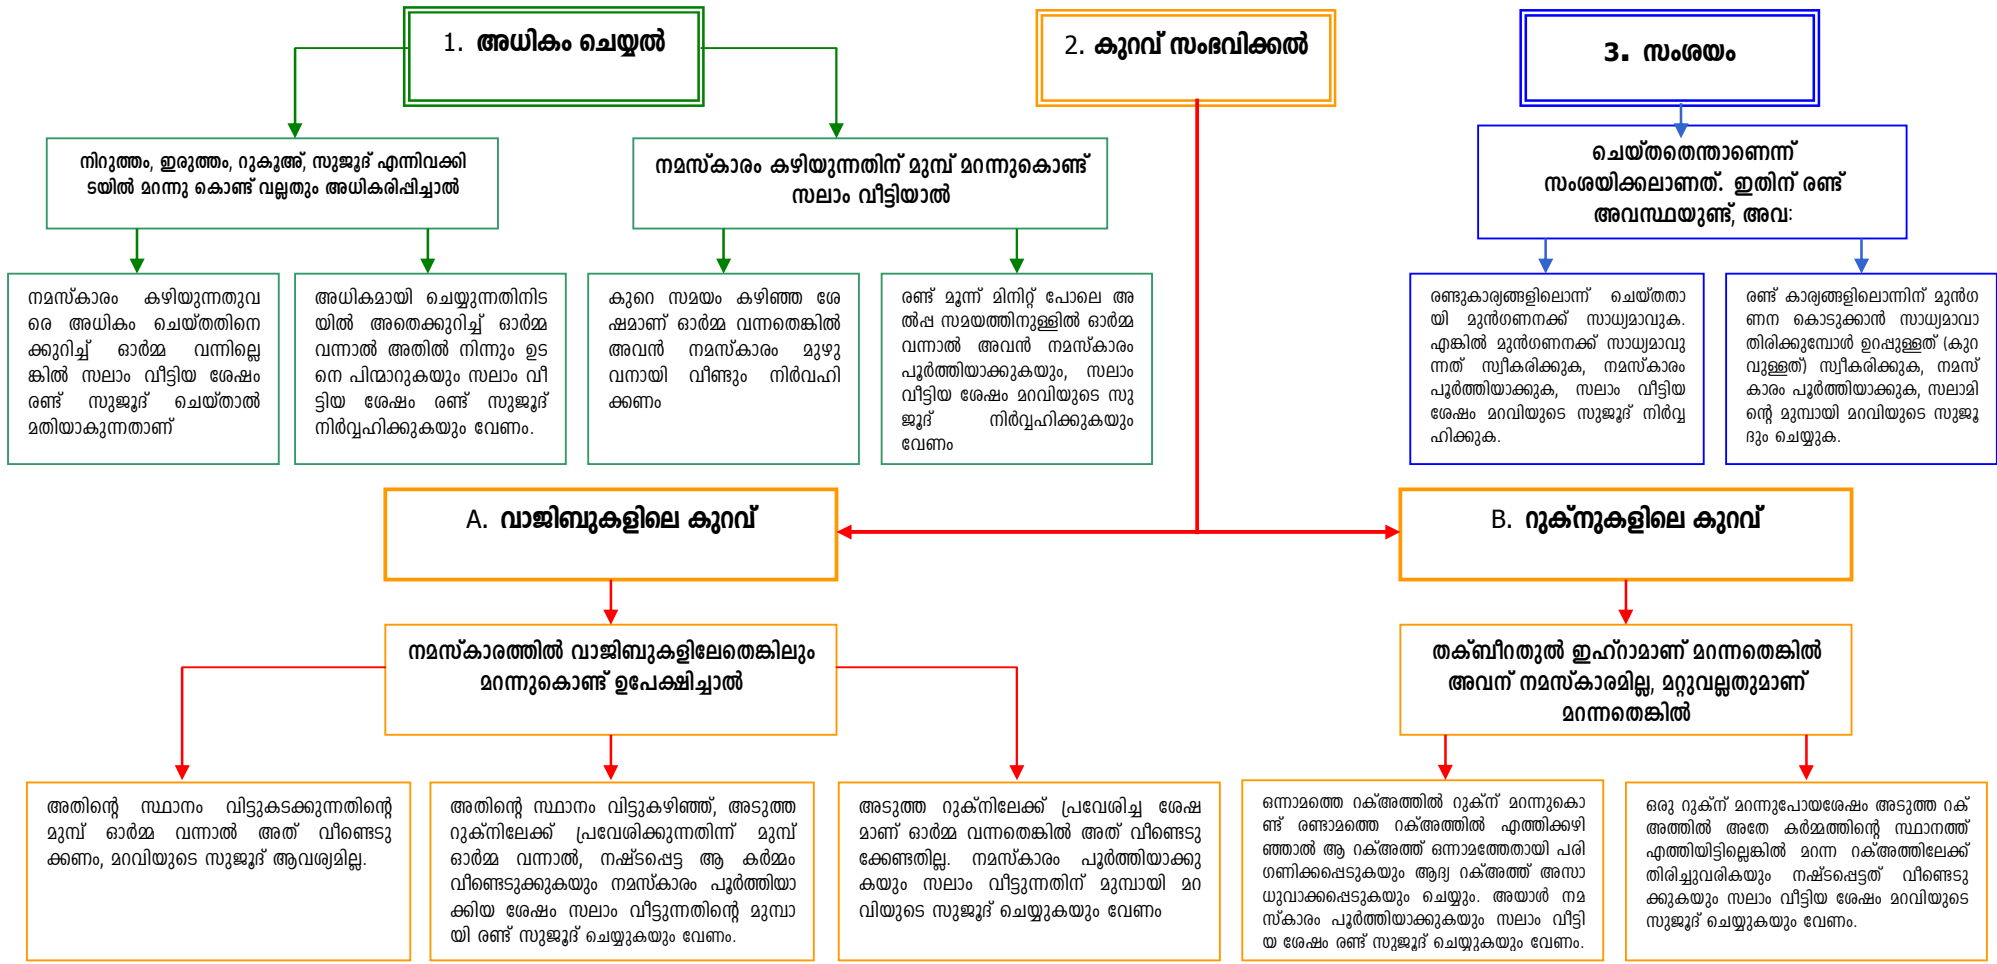 1. അധികം ചെയ്യൽ
2. കുറവ് സംഭവിക്കൽ
3. സംശയം
നിറുത്തം, ഇരുത്തം, റുകൂഅ്, സുജൂദ് എന്നിവക്കി
ടയിൽ മറന്നു കൊണ്ട് വല്ലതും അധികരിപ്പിച്ചാൽ
നമസ്കാരം കഴിയുന്നതിന് മുമ്പ് മറന്നുകൊണ്ട്
സലാം വീട്ടിയാൽ
ചെയ്തതെന്താണെന്ന്
സംശയിക്കലാണത്. ഇതിന് രണ്ട്
അവസ്ഥയുണ്ട്, അവ:
നമസ്കാരം കഴിയുന്നതുവ
രെ അധികം ചെയ്തതിനെ
ക്കുറിച്ച് ഓർമ്മ വന്നില്ലെ
ങ്കിൽ സലാം വീട്ടിയ ശേഷം
രണ്ട് സുജൂദ് ചെയ്താൽ
മതിയാകുന്നതാണ്
അധികമായി ചെയ്യുന്നതിനിട
യിൽ അതെക്കുറിച്ച് ഓർമ്മ
വന്നാൽ അതിൽ നിന്നും ഉട
നെ പിന്മാറുകയും സലാം വീ
ട്ടിയ ശേഷം രണ്ട് സുജൂദ്
നിർവ്വഹിക്കുകയും വേണം.
കുറെ സമയം കഴിഞ്ഞ ശേ
ഷമാണ് ഓർമ്മ വന്നതെങ്കിൽ
അവൻ നമസ്കാരം മുഴു
വനായി വീണ്ടും നിർവഹി
ക്കണം
രണ്ട് മൂന്ന് മിനിറ്റ് പോലെ അ
ൽപ്പ സമയത്തിനുള്ളിൽ ഓർമ്മ
വന്നാൽ അവൻ നമസ്കാരം
പൂർത്തിയാക്കുകയും, സലാം
വീട്ടിയ ശേഷം മറവിയുടെ സു
ജൂദ് നിർവ്വഹിക്കുകയും
വേണം
രണ്ടുകാര്യങ്ങളിലൊന്ന് ചെയ്തതാ
യി മുൻഗണനക്ക് സാധ്യമാവുക.
എങ്കിൽ മുൻഗണനക്ക് സാധ്യമാവു
ന്നത് സ്വീകരിക്കുക, നമസ്കാരം
പൂർത്തിയാക്കുക, സലാം വീട്ടിയ
ശേഷം മറവിയുടെ സുജൂദ് നിർവ്വ
ഹിക്കുക.
രണ്ട് കാര്യങ്ങളിലൊന്നിന് മുൻഗ
ണന കൊടുക്കാൻ സാധ്യമാവാ
തിരിക്കുമ്പോൾ ഉറപ്പുള്ളത് (കുറ
വുള്ളത്) സ്വീകരിക്കുക, നമസ്
കാരം പൂർത്തിയാക്കുക, സലാമി
ന്റെ മുമ്പായി മറവിയുടെ സുജൂ
ദും ചെയ്യുക.
A. വാജിബുകളിലെ കുറവ്
B. റുക്നുകളിലെ കുറവ്
നമസ്കാരത്തിൽ വാജിബുകളിലേതെങ്കിലും
മറന്നുകൊണ്ട് ഉപേക്ഷിച്ചാൽ
തക്ബീറതുൽ ഇഹ്റാമാണ് മറന്നതെങ്കിൽ
അവന് നമസ്കാരമില്ല, മറ്റുവല്ലതുമാണ്
മറന്നതെങ്കിൽ
അതിന്റെ സ്ഥാനം വിട്ടുകടക്കുന്നതിന്റെ
മുമ്പ് ഓർമ്മ വന്നാൽ അത് വീണ്ടെടു
ക്കണം, മറവിയുടെ സുജൂദ് ആവശ്യമില്ല.
അതിന്റെ സ്ഥാനം വിട്ടുകഴിഞ്ഞ്, അടുത്ത
റുക്നിലേക്ക് പ്രവേശിക്കുന്നതിന് മുമ്പ്
ഓർമ്മ വന്നാൽ, നഷ്ടപ്പെട്ട ആ കർമ്മം
വീണ്ടെടുക്കുകയും നമസ്കാരം പൂർത്തിയാ
ക്കിയ ശേഷം സലാം വീട്ടുന്നതിന്റെ മുമ്പാ
യി രണ്ട് സുജൂദ് ചെയ്യുകയും വേണം.
അടുത്ത റുക്നിലേക്ക് പ്രവേശിച്ച ശേഷ
മാണ് ഓർമ്മ വന്നതെങ്കിൽ അത് വീണ്ടെടു
ക്കേണ്ടതില്ല. നമസ്കാരം പൂർത്തിയാക്കു
കയും സലാം വീട്ടുന്നതിന് മുമ്പായി മറ
വിയുടെ സുജൂദ് ചെയ്യുകയും വേണം
ഒന്നാമത്തെ റക്അത്തിൽ റുക്ന് മറന്നുകൊ
ണ്ട് രണ്ടാമത്തെ റക്അത്തിൽ എത്തിക്കഴി
ഞ്ഞാൽ ആ റക്അത്ത് ഒന്നാമത്തേതായി പരി
ഗണിക്കപ്പെടുകയും ആദ്യ റക്അത്ത് അസാ
ധുവാക്കപ്പെടുകയും ചെയ്യും. അയാൾ നമ
സ്കാരം പൂർത്തിയാക്കുകയും സലാം വീട്ടി
യ ശേഷം രണ്ട് സുജൂദ് ചെയ്യുകയും വേണം.
ഒരു റുക്ന് മറന്നുപോയശേഷം അടുത്ത റക്
അത്തിൽ അതേ കർമ്മത്തിന്റെ സ്ഥാനത്ത്
എത്തിയിട്ടില്ലെങ്കിൽ മറന്ന റക്അത്തിലേക്ക്
തിരിച്ചുവരികയും നഷ്ടപ്പെട്ടത് വീണ്ടെടു
ക്കുകയും സലാം വീട്ടിയ ശേഷം മറവിയുടെ
സുജൂദ് ചെയ്യുകയും വേണം.